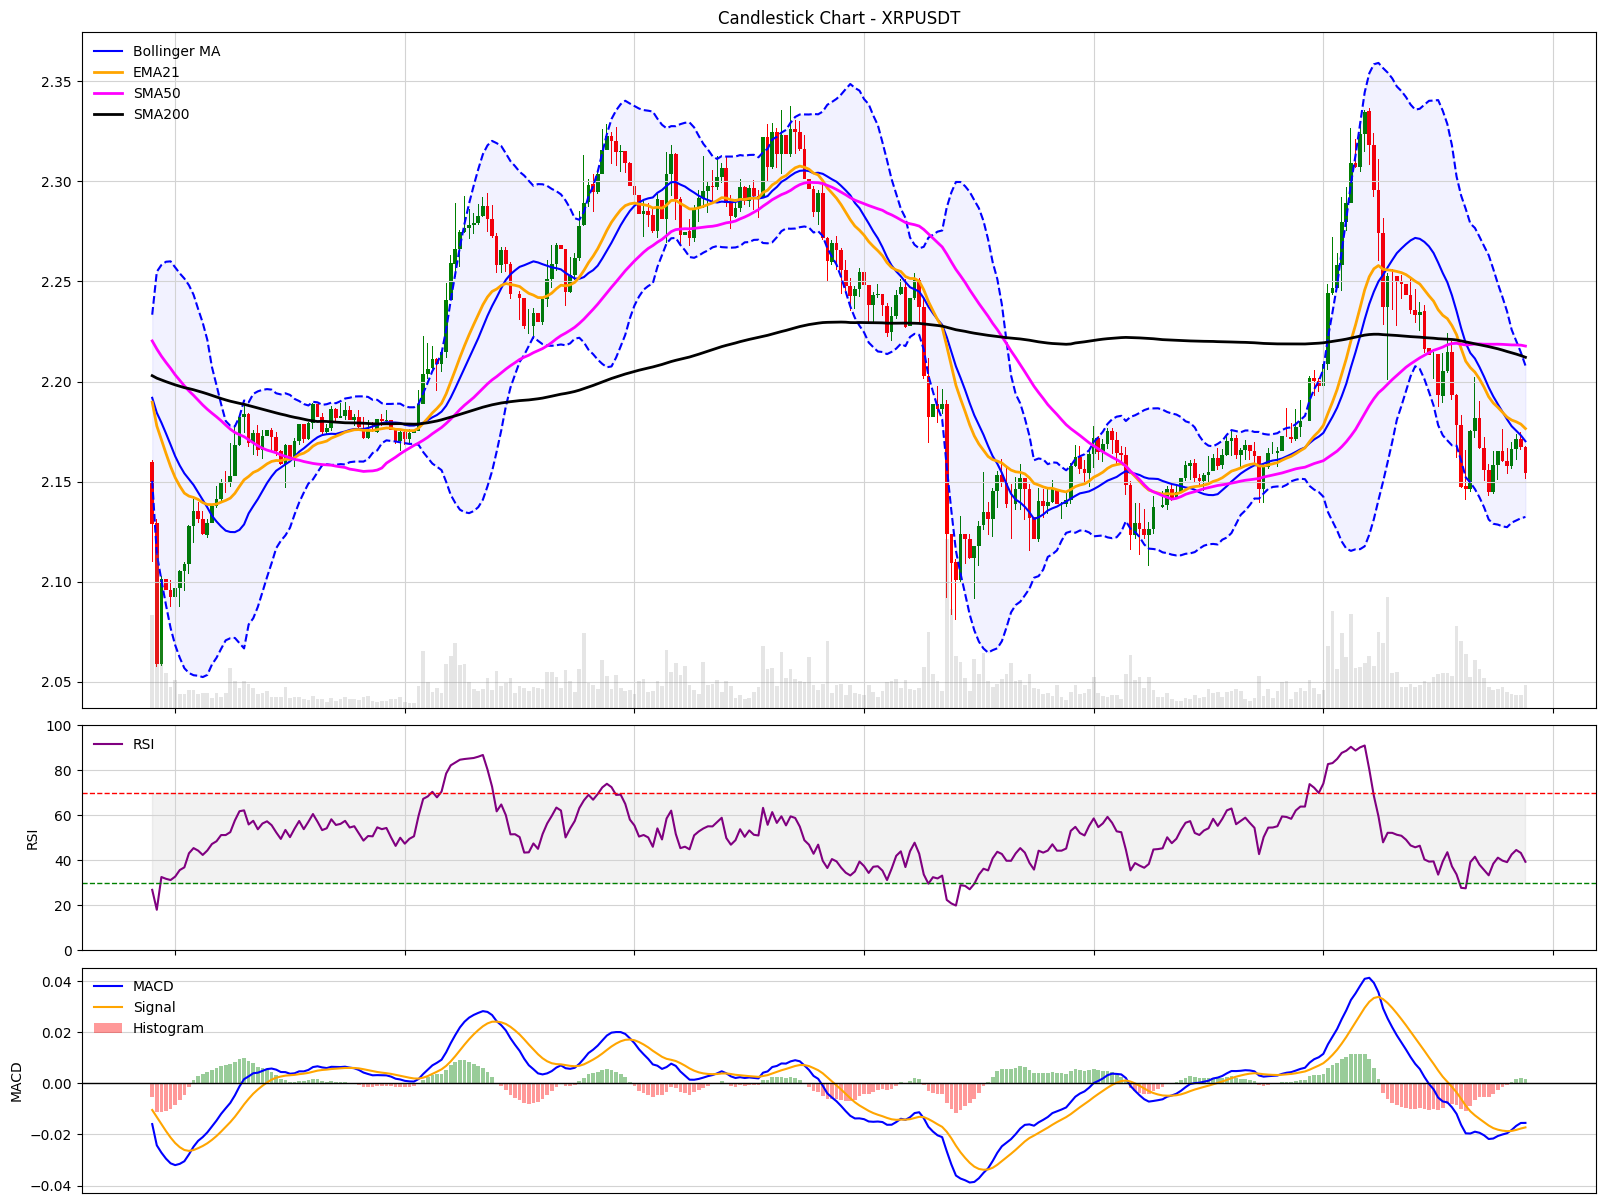 Candlestick Chart - XRPUSDT
Bollinger MA
EMA21
SMA50
SMA200
2.35
2.30
2.25
2.20
2.15
2.10
2.05
RSI
100
80
60
40
20
0
RSI
MACD
Signal
Histogram
0.04
0.02
0.00
−0.02
−0.04
MACD